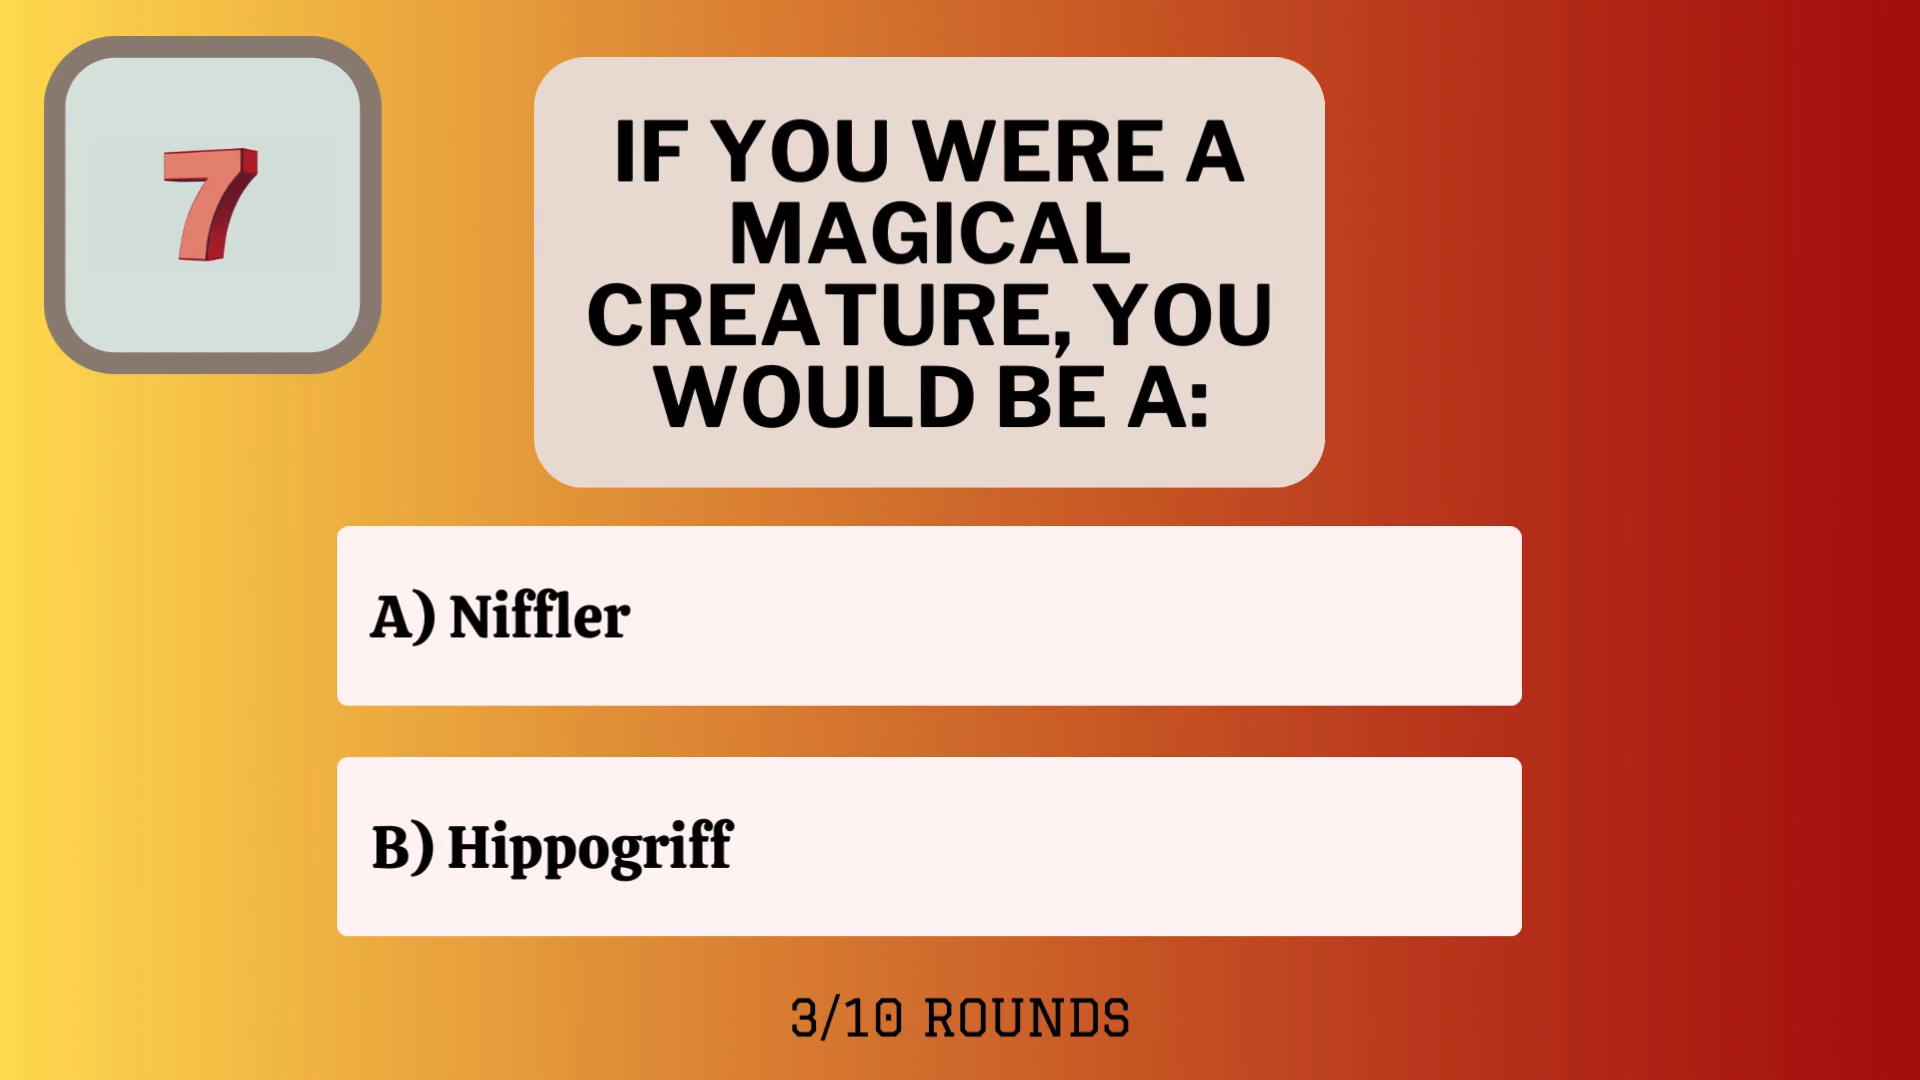 7
IF YOU WERE A
MAGICAL
CREATURE, YOU
WOULD BE A:
A) Niffler
B) Hippogriff
3/10 ROUNDS